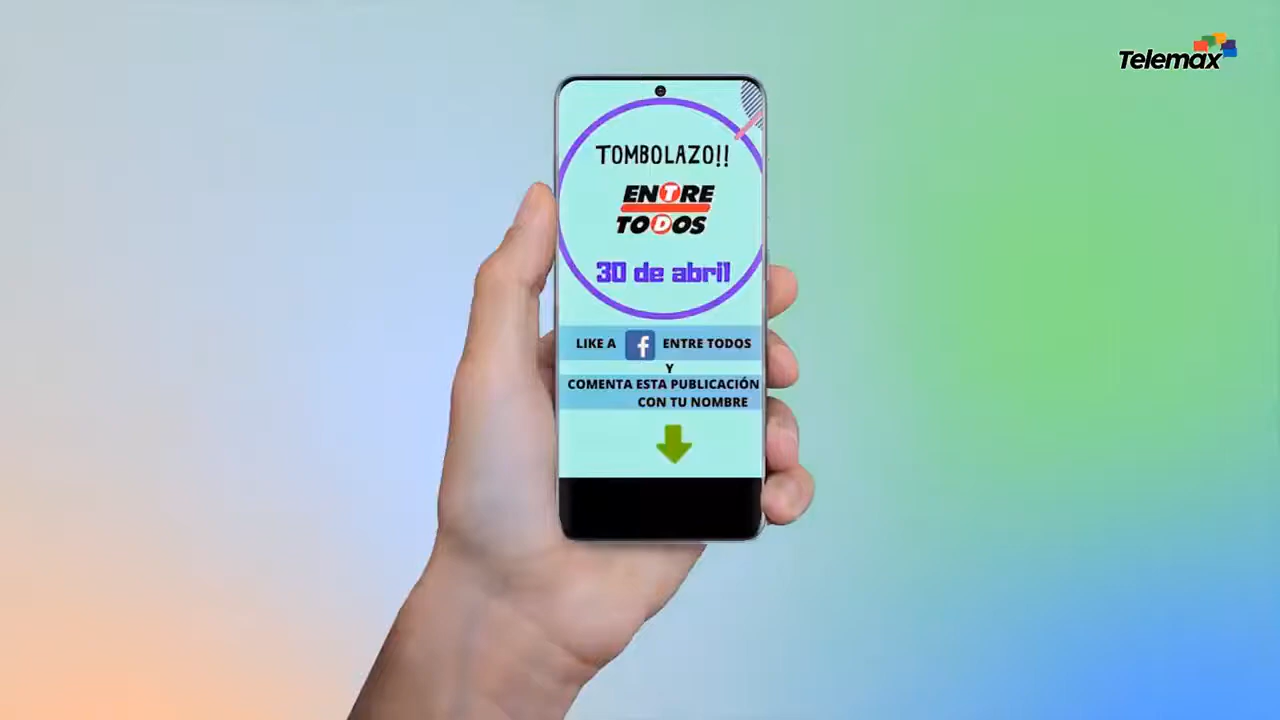 Telemax
TOMBOLAZO!!
ENTRE
TODOS
30 de abril
LIKE A f ENTRE TODOS
Y
COMENTA ESTA PUBLICACIÓN
CON TU NOMBRE